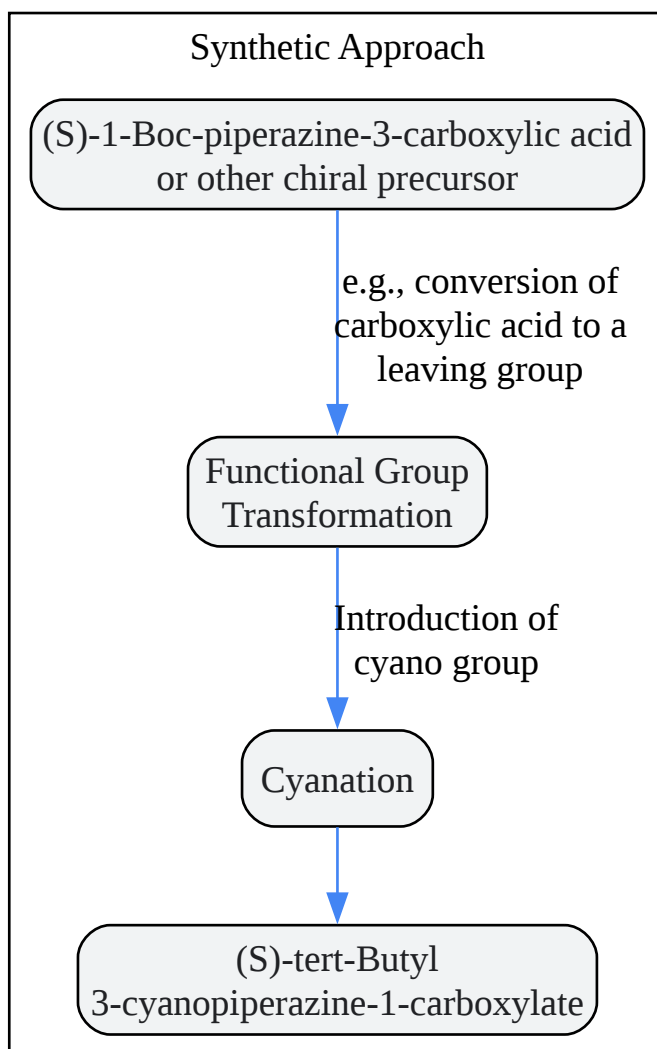 Synthetic Approach
(S)-1-Boc-piperazine-3-carboxylic acid
or other chiral precursor
e.g., conversion of
carboxylic acid to a
leaving group
Functional Group
Transformation
Introduction of
cyano group
Cyanation
(S)-tert-Butyl
3-cyanopiperazine-1-carboxylate